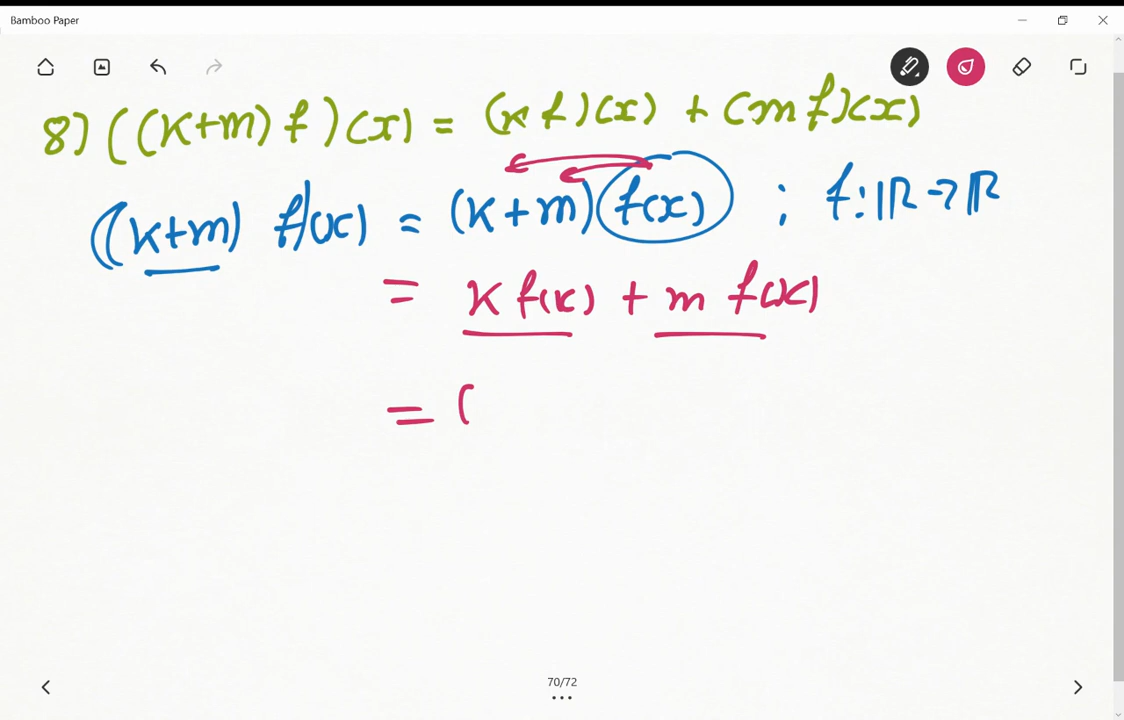 Bamboo Paper
8) ((k+m) f)(x) = (k f)(x) + (m f)(x)
((k+m) f)(x) = (k+m)(f(x)) ; f: ℝ → ℝ
= k f(x) + m f(x)
= (
70/72